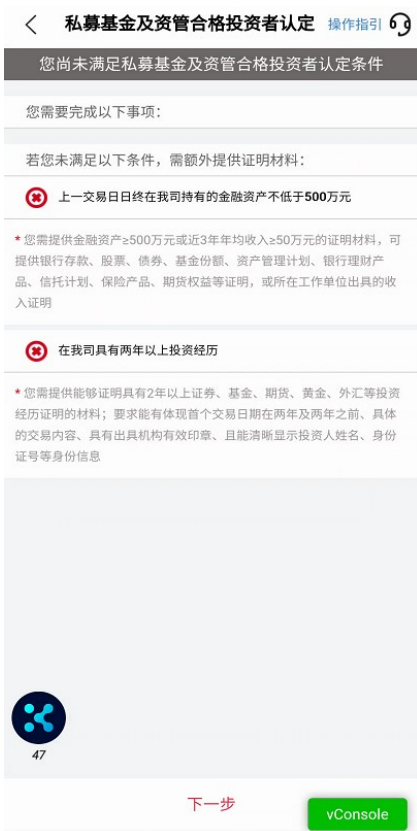 私募基金及资管合格投资者认定 操作指引
您尚未满足私募基金及资管合格投资者认定条件
您需要完成以下事项：
若您未满足以下条件，需额外提供证明材料：
上一交易日日终在我司持有的金融资产不低于500万元
* 您需提供金融资产≥500万元或近3年年均收入≥50万元的证明材料，可
提供银行存款、股票、债券、基金份额、资产管理计划、银行理财产
品、信托计划、保险产品、期货权益等证明，或所在工作单位出具的收
入证明
在我司具有两年以上投资经历
* 您需提供能够证明具有2年以上证券、基金、期货、黄金、外汇等投资
经历证明的材料；要求能有体现首个交易日期在两年及两年之前、具体
的交易内容、具有出具机构有效印章、且能清晰显示投资人姓名、身份
证号等身份信息
47
下一步
vConsole